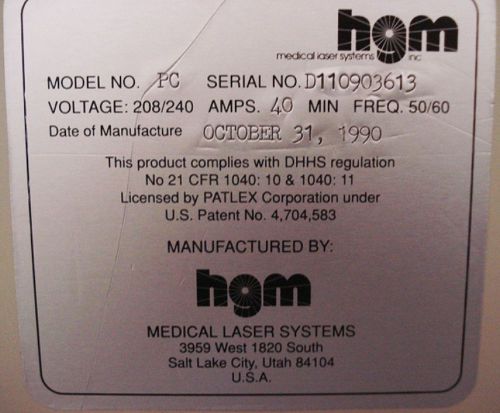 hgm
medical laser systems inc
MODEL NO. PC SERIAL NO. D110903613
VOLTAGE: 208/240 AMPS. 40 MIN FREQ. 50/60
Date of Manufacture OCTOBER 31, 1990
This product complies with DHHS regulation
No 21 CFR 1040: 10 & 1040: 11
Licensed by PATLEX Corporation under
U.S. Patent No. 4,704,583
MANUFACTURED BY:
hgm
MEDICAL LASER SYSTEMS
3959 West 1820 South
Salt Lake City, Utah 84104
U.S.A.